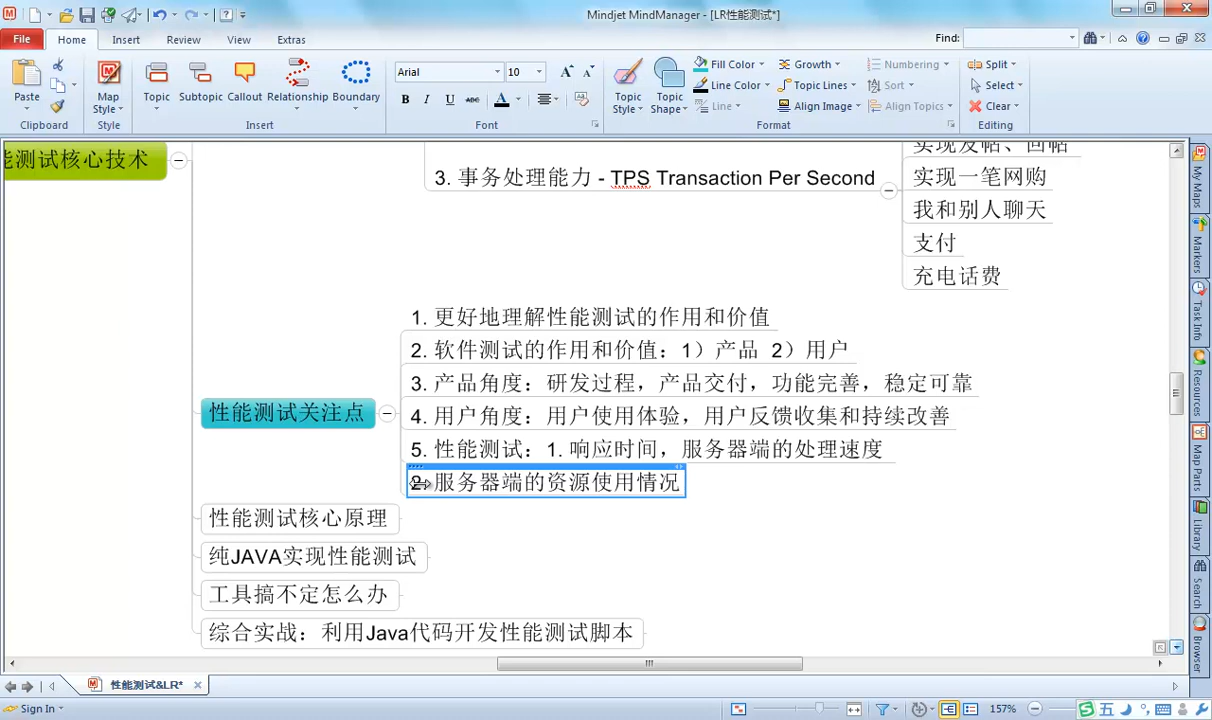 Mindjet MindManager - [LR性能测试*]
File Home Insert Review View Extras Find:
Paste Map Style Topic Subtopic Callout Relationship Boundary Arial 10 Topic Style Topic Shape Fill Color Growth Numbering Split
Line Color Topic Lines Sort Select
B I U abc A Line Align Image Align Topics Clear
Clipboard Style Insert Font Format Editing
能测试核心技术
3. 事务处理能力 - TPS Transaction Per Second
实现发帖、回帖
实现一笔网购
我和别人聊天
支付
充电话费
性能测试关注点
1. 更好地理解性能测试的作用和价值
2. 软件测试的作用和价值：1）产品 2）用户
3. 产品角度：研发过程，产品交付，功能完善，稳定可靠
4. 用户角度：用户使用体验，用户反馈收集和持续改善
5. 性能测试：1. 响应时间，服务器端的处理速度
2. 服务器端的资源使用情况
性能测试核心原理
纯JAVA实现性能测试
工具搞不定怎么办
综合实战：利用Java代码开发性能测试脚本
My Maps
Markers
Task Info
Resources
Map Parts
Library
Search
Browser
性能测试&LR*
Sign In 157% 五